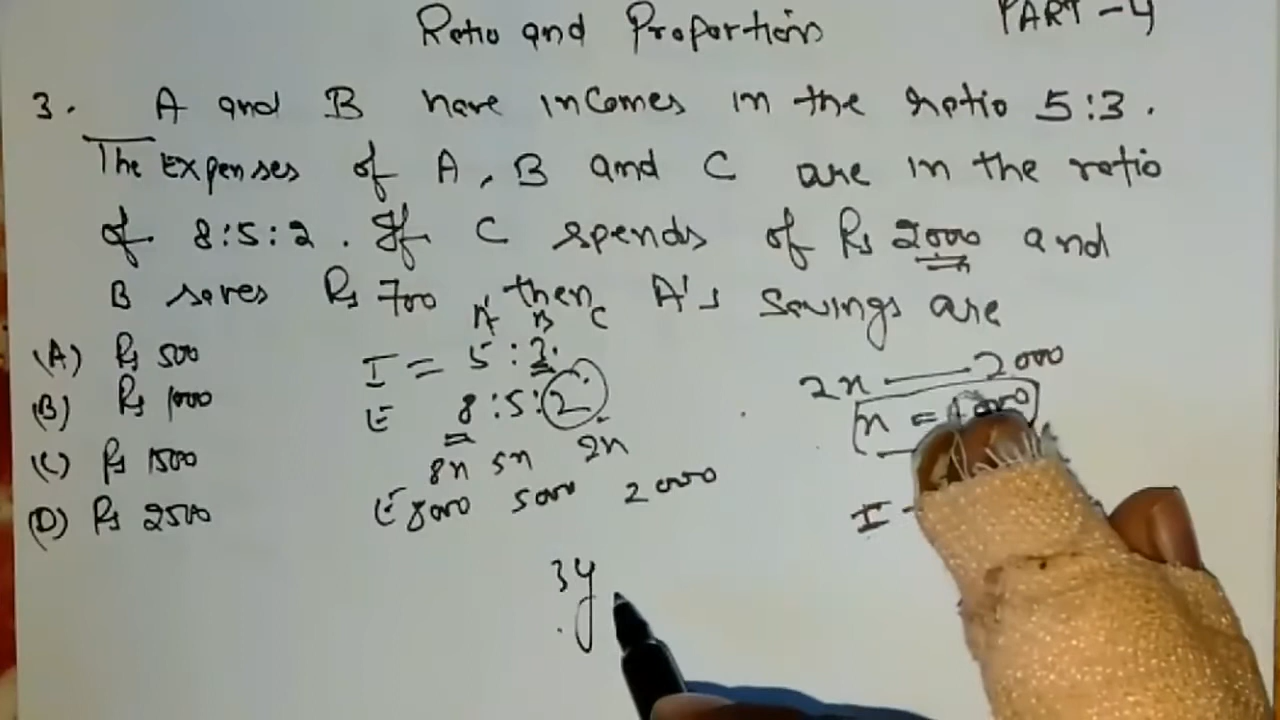 Ratio and Proportion
PART-4
3. A and B have incomes in the ratio 5:3.
The Expenses of A, B and C are in the ratio
of 8:5:2. If C spends of Rs 2000 and
B saves Rs 700, then A's Savings are
(A) Rs 500
(B) Rs 1000
(C) Rs 1500
(D) Rs 2500
A B C
I = 5 : 3.
E 8:5:2
8x 5x 2x
E 8000 5000 2000
3y
2x — 2000
x = 1000
I -